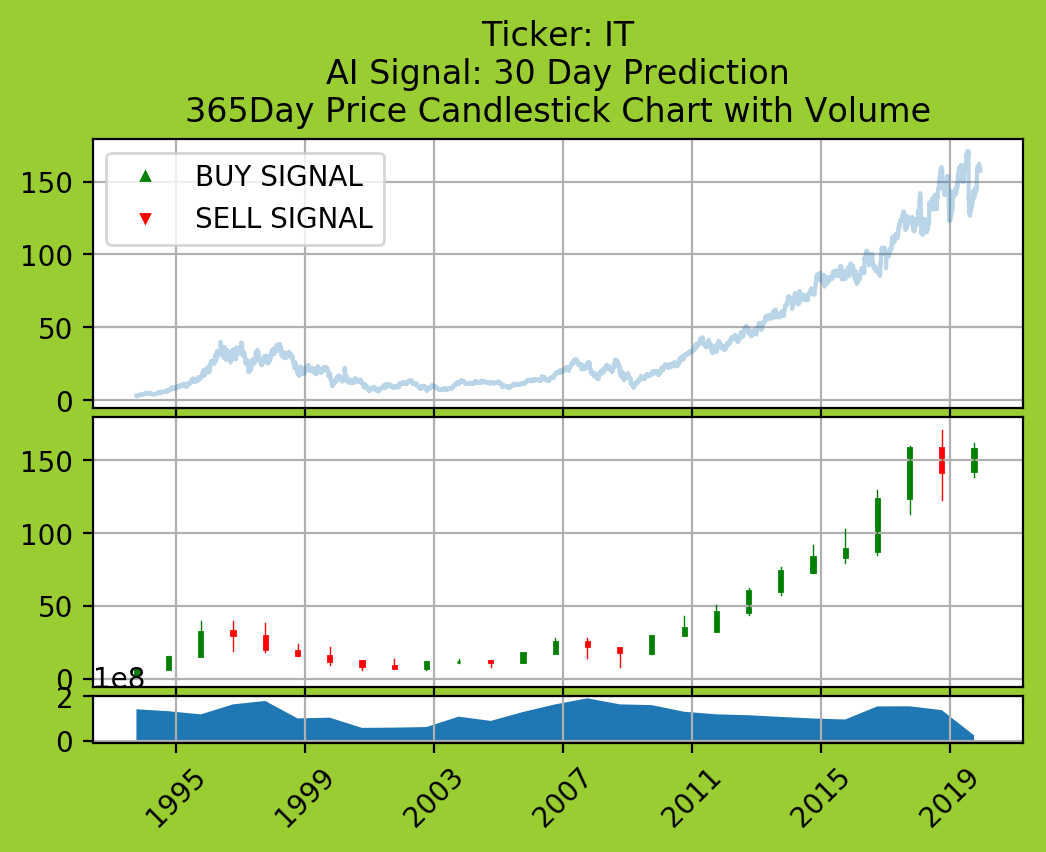 Ticker: IT
AI Signal: 30 Day Prediction
365Day Price Candlestick Chart with Volume
BUY SIGNAL
SELL SIGNAL
150
100
50
0
150
100
50
0
1e8
2
0
1995
1999
2003
2007
2011
2015
2019